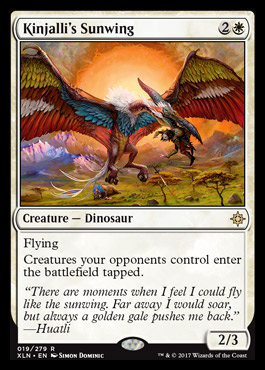 Kinjalli's Sunwing 2
Creature — Dinosaur
Flying
Creatures your opponents control enter
the battlefield tapped.
"There are moments when I feel I could fly
like the sunwing. Far away I would soar,
but always a golden gale pushes me back."
—Huatli
2/3
019/279 R
XLN • EN SIMON DOMINIC
™ & © 2017 Wizards of the Coast